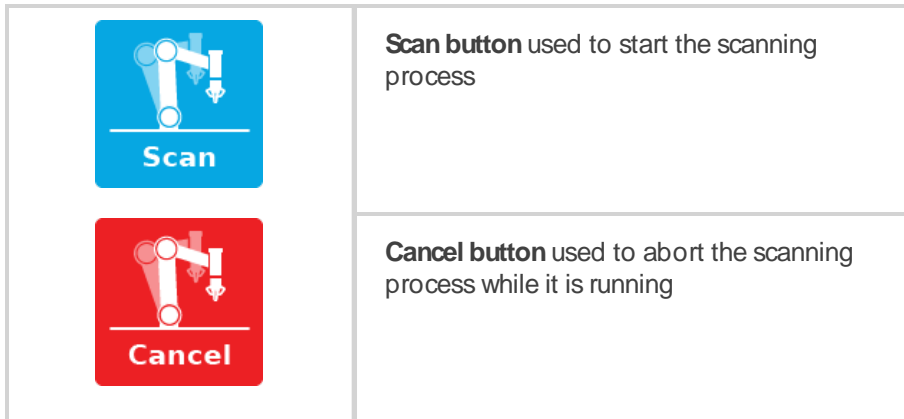 Scan
Scan button used to start the scanning
process
Cancel
Cancel button used to abort the scanning
process while it is running